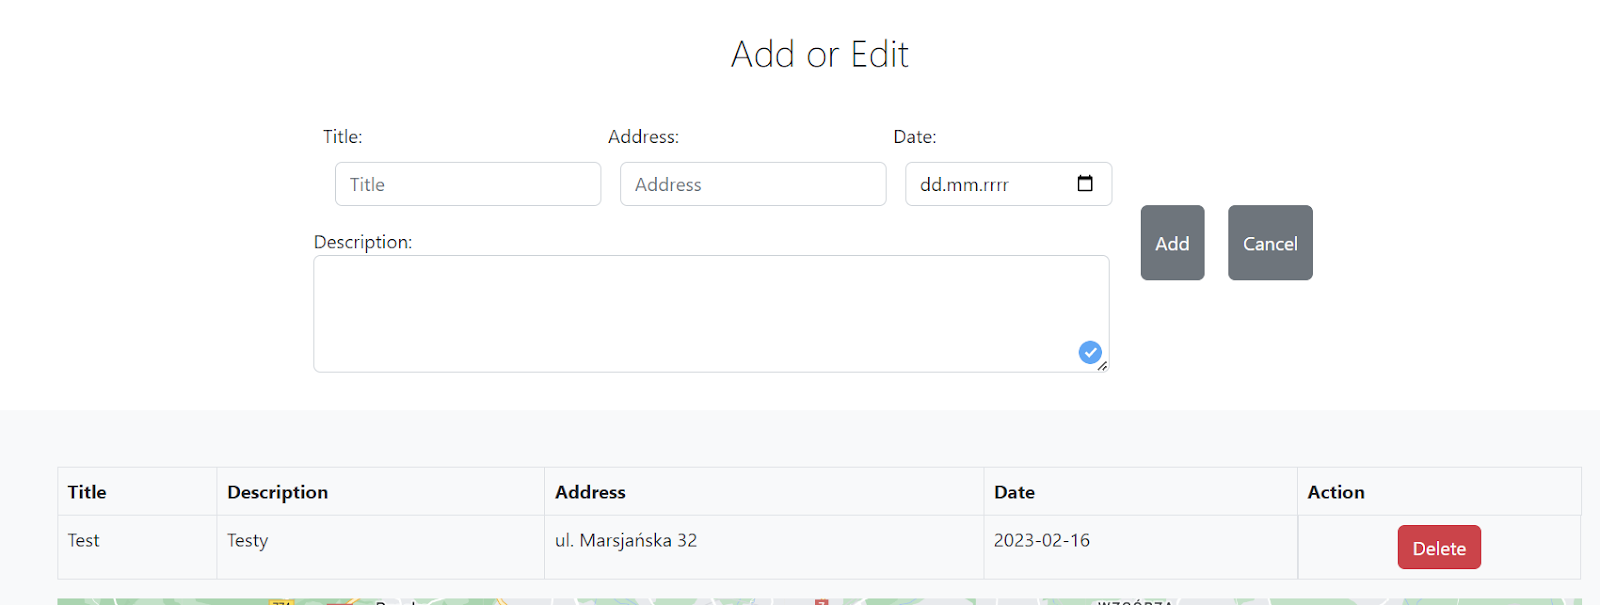 Add or Edit
Title: Address: Date:
Title Address dd.mm.rrrr
Add Cancel
Description:
Title Description Address Date Action
Test Testy ul. Marsjańska 32 2023-02-16 Delete